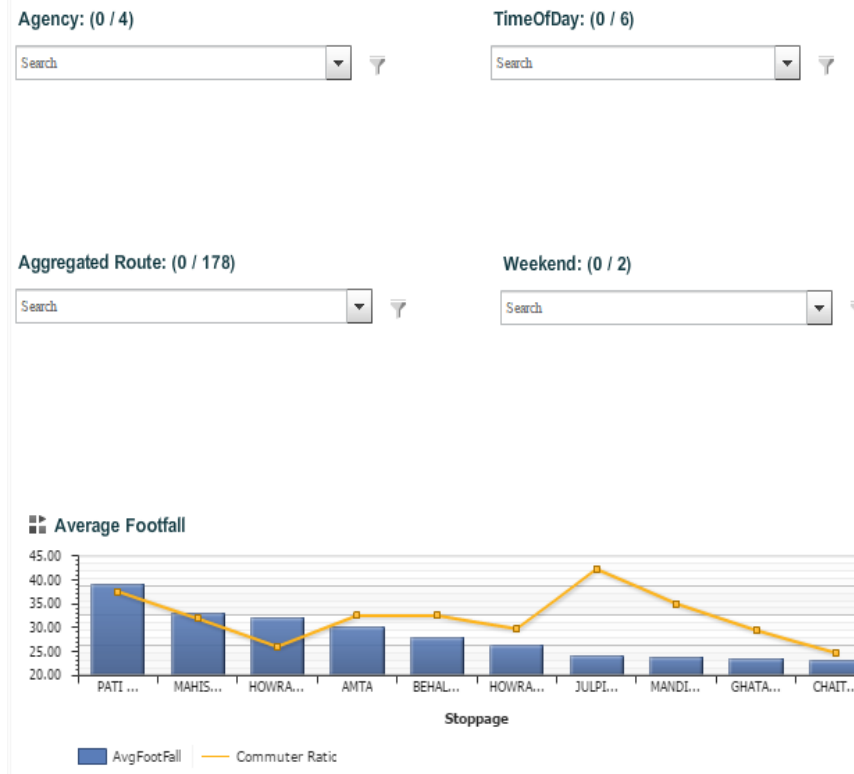 Agency: (0 / 4) TimeOfDay: (0 / 6)
Search Search
Aggregated Route: (0 / 178) Weekend: (0 / 2)
Search Search
Average Footfall
45.00
40.00
35.00
30.00
25.00
20.00
PATI ... MAHIS... HOWRA... AMTA BEHAL... HOWRA... JULPI... MANDI... GHATA... CHAIT...
Stoppage
AvgFootFall Commuter Ratio